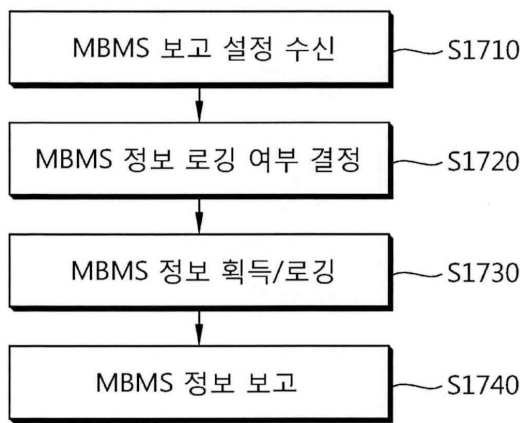 MBMS 보고 설정 수신
S1710
MBMS 정보 로깅 여부 결정
S1720
MBMS 정보 획득/로깅
S1730
MBMS 정보 보고
S1740